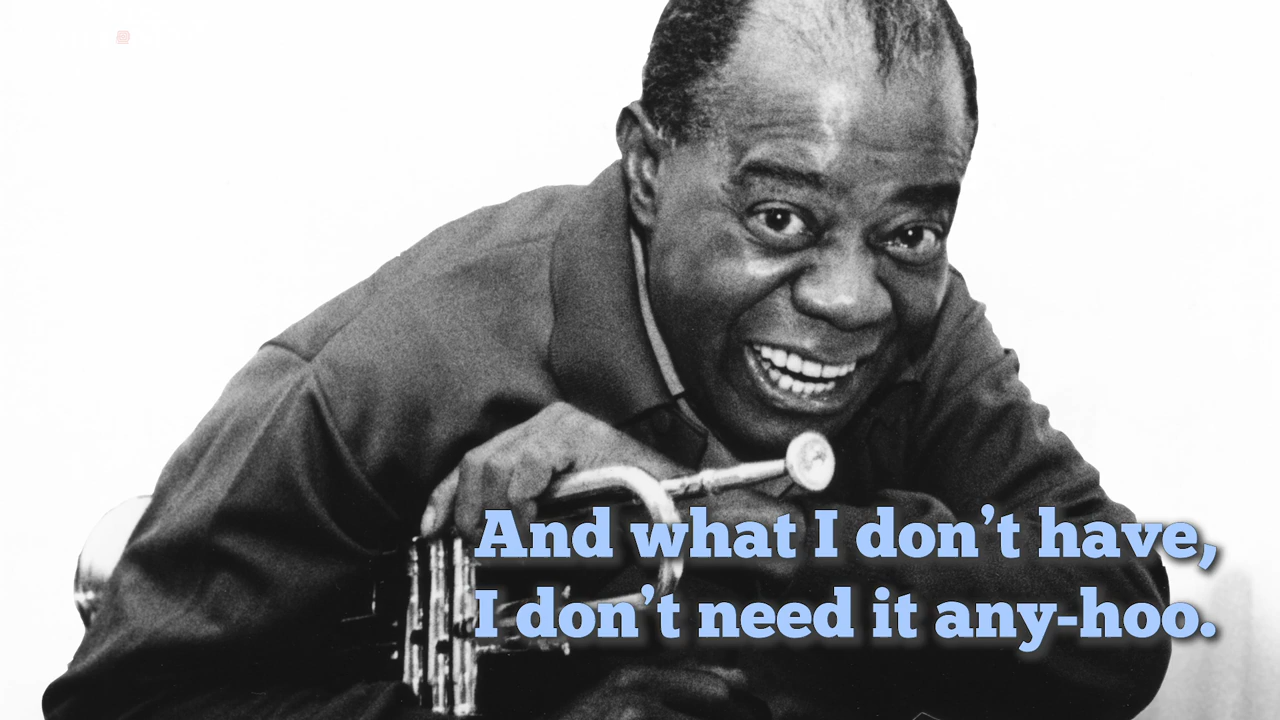 And what I don’t have,
I don’t need it any-hoo.